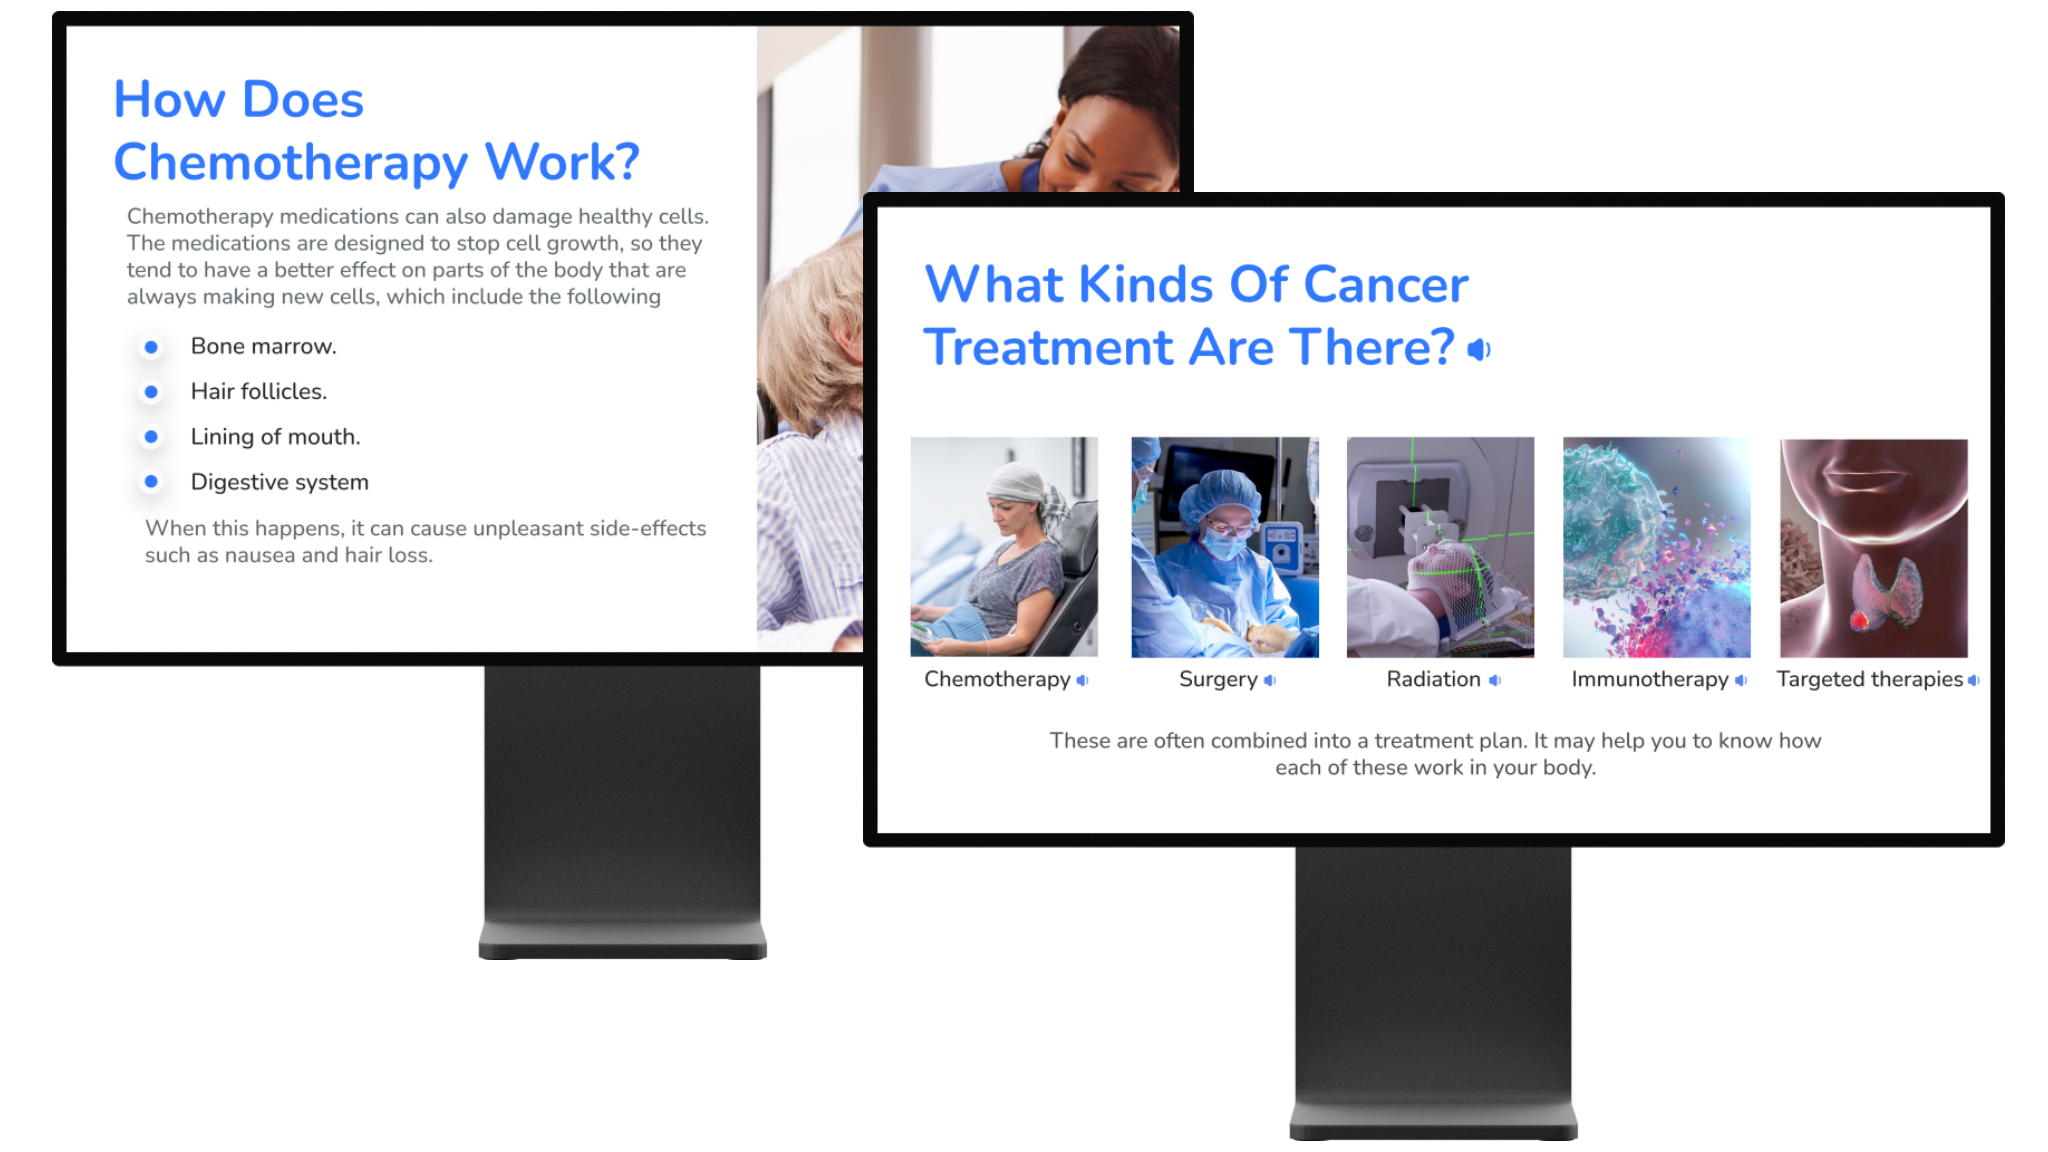 How Does
Chemotherapy Work?
Chemotherapy medications can also damage healthy cells.
The medications are designed to stop cell growth, so they
tend to have a better effect on parts of the body that are
always making new cells, which include the following
Bone marrow.
Hair follicles.
Lining of mouth.
Digestive system
When this happens, it can cause unpleasant side-effects
such as nausea and hair loss.
What Kinds Of Cancer
Treatment Are There?
Chemotherapy
Surgery
Radiation
Immunotherapy
Targeted therapies
These are often combined into a treatment plan. It may help you to know how
each of these work in your body.